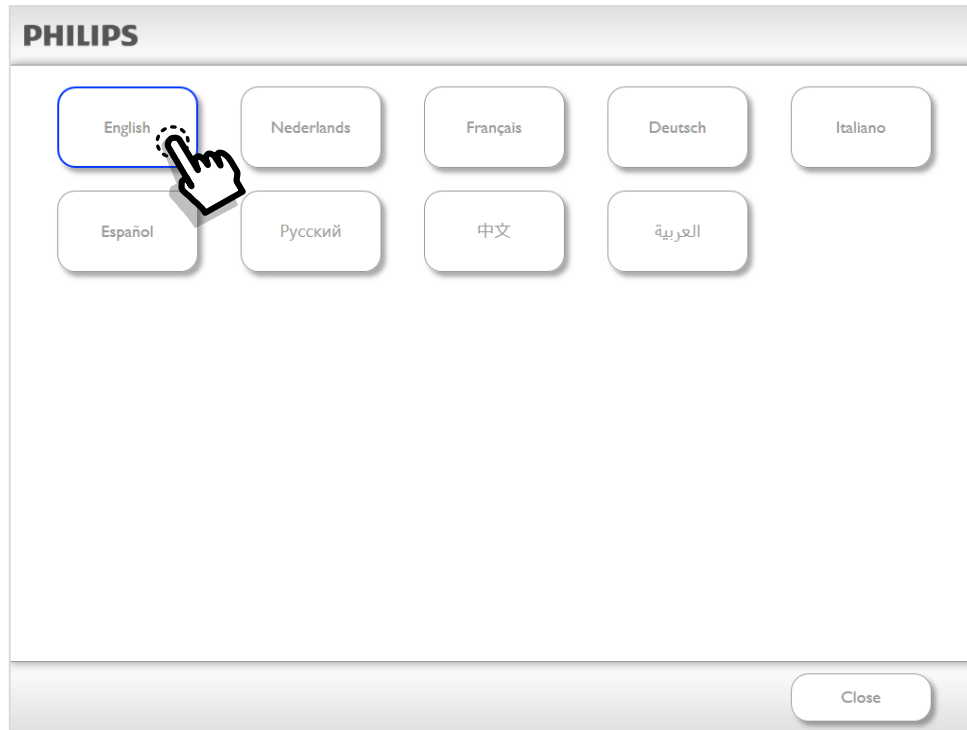 PHILIPS
English
Nederlands
Français
Deutsch
Italiano
Español
Русский
中文
العربية
Close